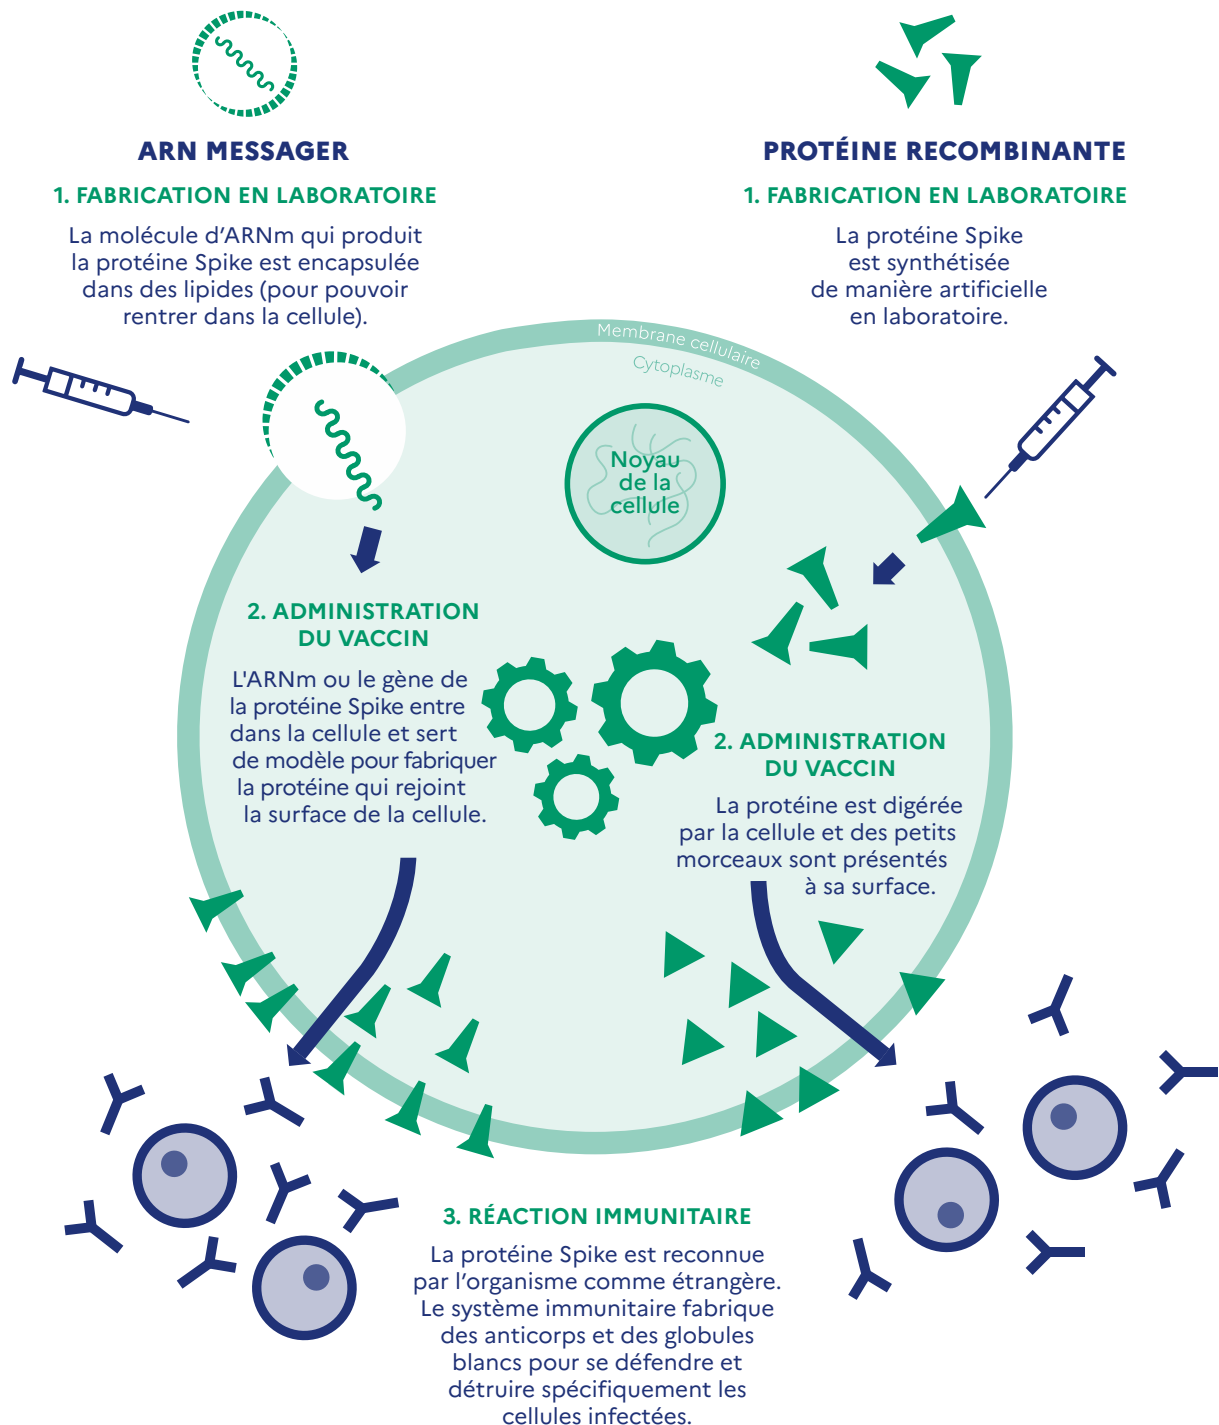 ARN MESSAGER
1. FABRICATION EN LABORATOIRE
La molécule d’ARNm qui produit
la protéine Spike est encapsulée
dans des lipides (pour pouvoir
rentrer dans la cellule).
PROTÉINE RECOMBINANTE
1. FABRICATION EN LABORATOIRE
La protéine Spike
est synthétisée
de manière artificielle
en laboratoire.
Membrane cellulaire
Cytoplasme
Noyau
de la
cellule
2. ADMINISTRATION
DU VACCIN
L'ARNm ou le gène de
la protéine Spike entre
dans la cellule et sert
de modèle pour fabriquer
la protéine qui rejoint
la surface de la cellule.
2. ADMINISTRATION
DU VACCIN
La protéine est digérée
par la cellule et des petits
morceaux sont présentés
à sa surface.
3. RÉACTION IMMUNITAIRE
La protéine Spike est reconnue
par l’organisme comme étrangère.
Le système immunitaire fabrique
des anticorps et des globules
blancs pour se défendre et
détruire spécifiquement les
cellules infectées.